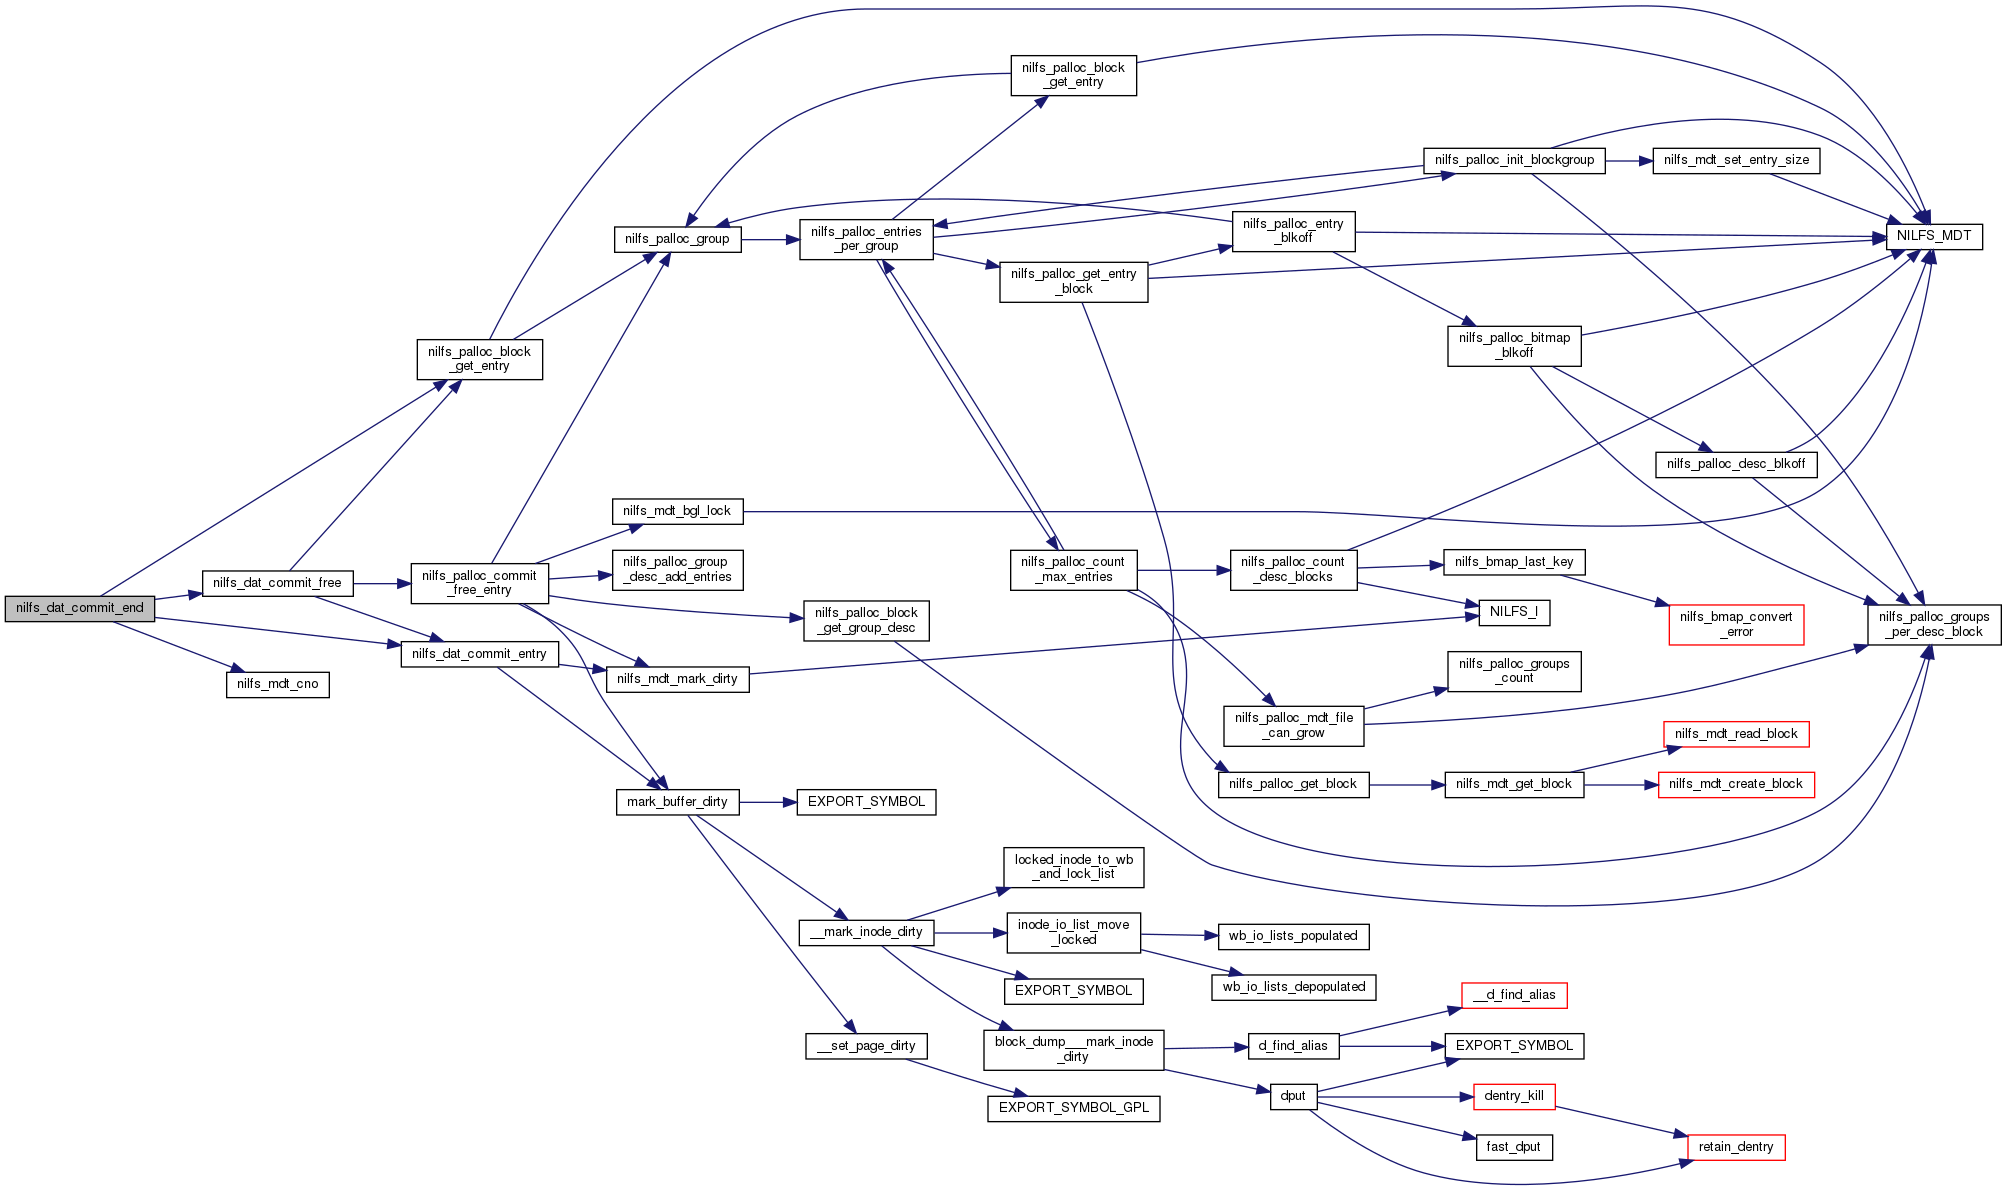 nilfs_dat_commit_end
nilfs_dat_commit_free
nilfs_mdt_cno
nilfs_palloc_block
_get_entry
nilfs_palloc_commit
_free_entry
nilfs_dat_commit_entry
nilfs_palloc_group
nilfs_mdt_bgl_lock
nilfs_palloc_group
_desc_add_entries
nilfs_mdt_mark_dirty
mark_buffer_dirty
nilfs_palloc_entries
_per_group
nilfs_palloc_block
_get_group_desc
EXPORT_SYMBOL
__mark_inode_dirty
__set_page_dirty
nilfs_palloc_block
_get_entry
nilfs_palloc_get_entry
_block
nilfs_palloc_count
_max_entries
locked_inode_to_wb
_and_lock_list
inode_io_list_move
_locked
EXPORT_SYMBOL
block_dump___mark_inode
_dirty
EXPORT_SYMBOL_GPL
nilfs_palloc_entry
_blkoff
nilfs_palloc_count
_desc_blocks
nilfs_palloc_mdt_file
_can_grow
nilfs_palloc_get_block
wb_io_lists_populated
wb_io_lists_depopulated
d_find_alias
dput
nilfs_palloc_init_blockgroup
nilfs_palloc_bitmap
_blkoff
nilfs_bmap_last_key
NILFS_I
nilfs_palloc_groups
_count
nilfs_mdt_get_block
__d_find_alias
EXPORT_SYMBOL
dentry_kill
fast_dput
nilfs_mdt_set_entry_size
nilfs_palloc_desc_blkoff
nilfs_bmap_convert
_error
nilfs_mdt_read_block
nilfs_mdt_create_block
retain_dentry
NILFS_MDT
nilfs_palloc_groups
_per_desc_block